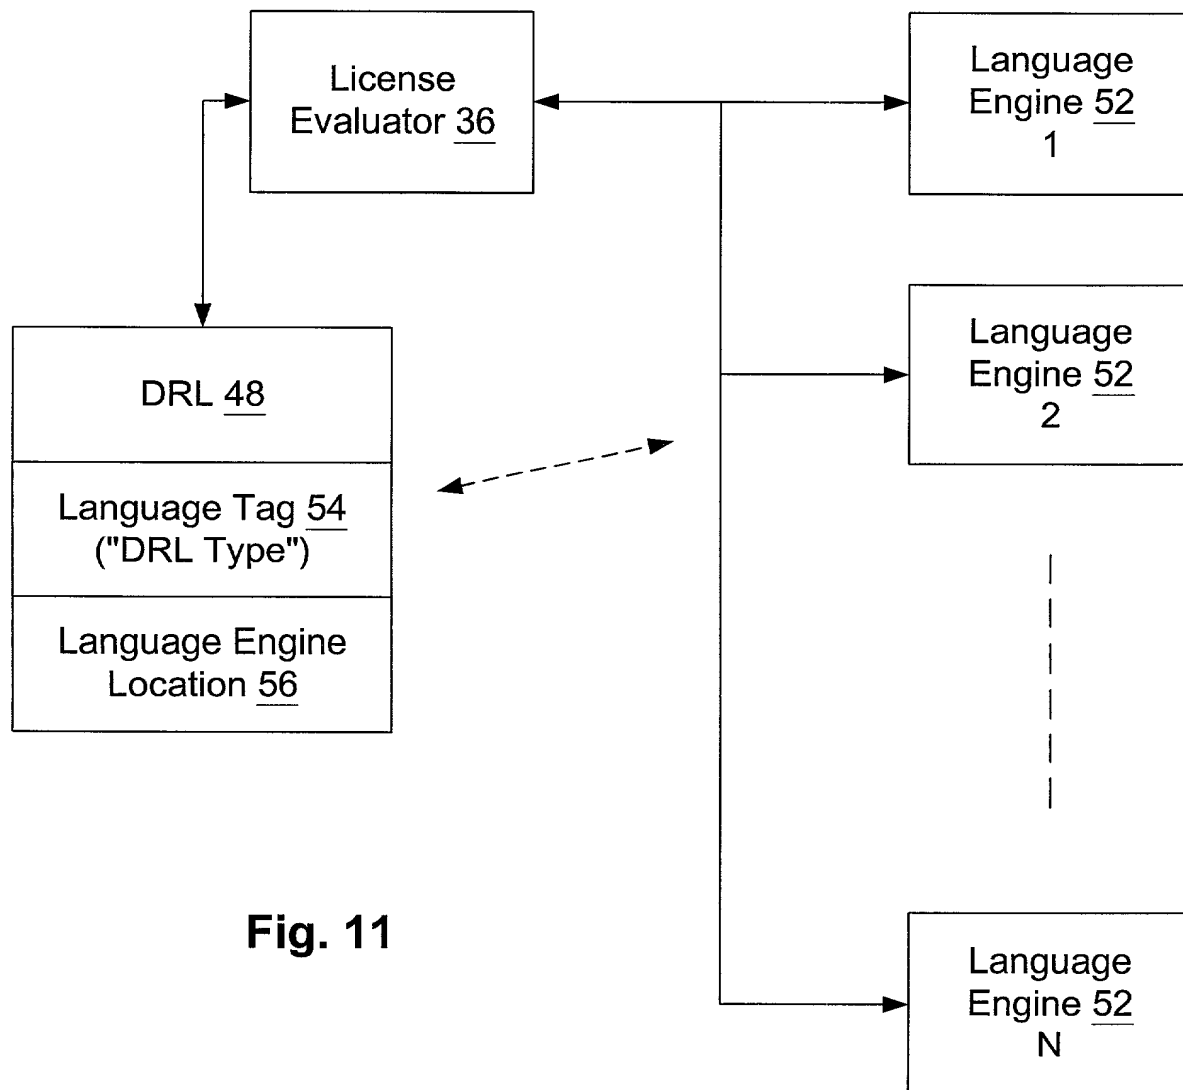 License
Evaluator 36
Language
Engine 52
1
Language
Engine 52
2
DRL 48
Language Tag 54
("DRL Type")
Language Engine
Location 56
Fig. 11
Language
Engine 52
N